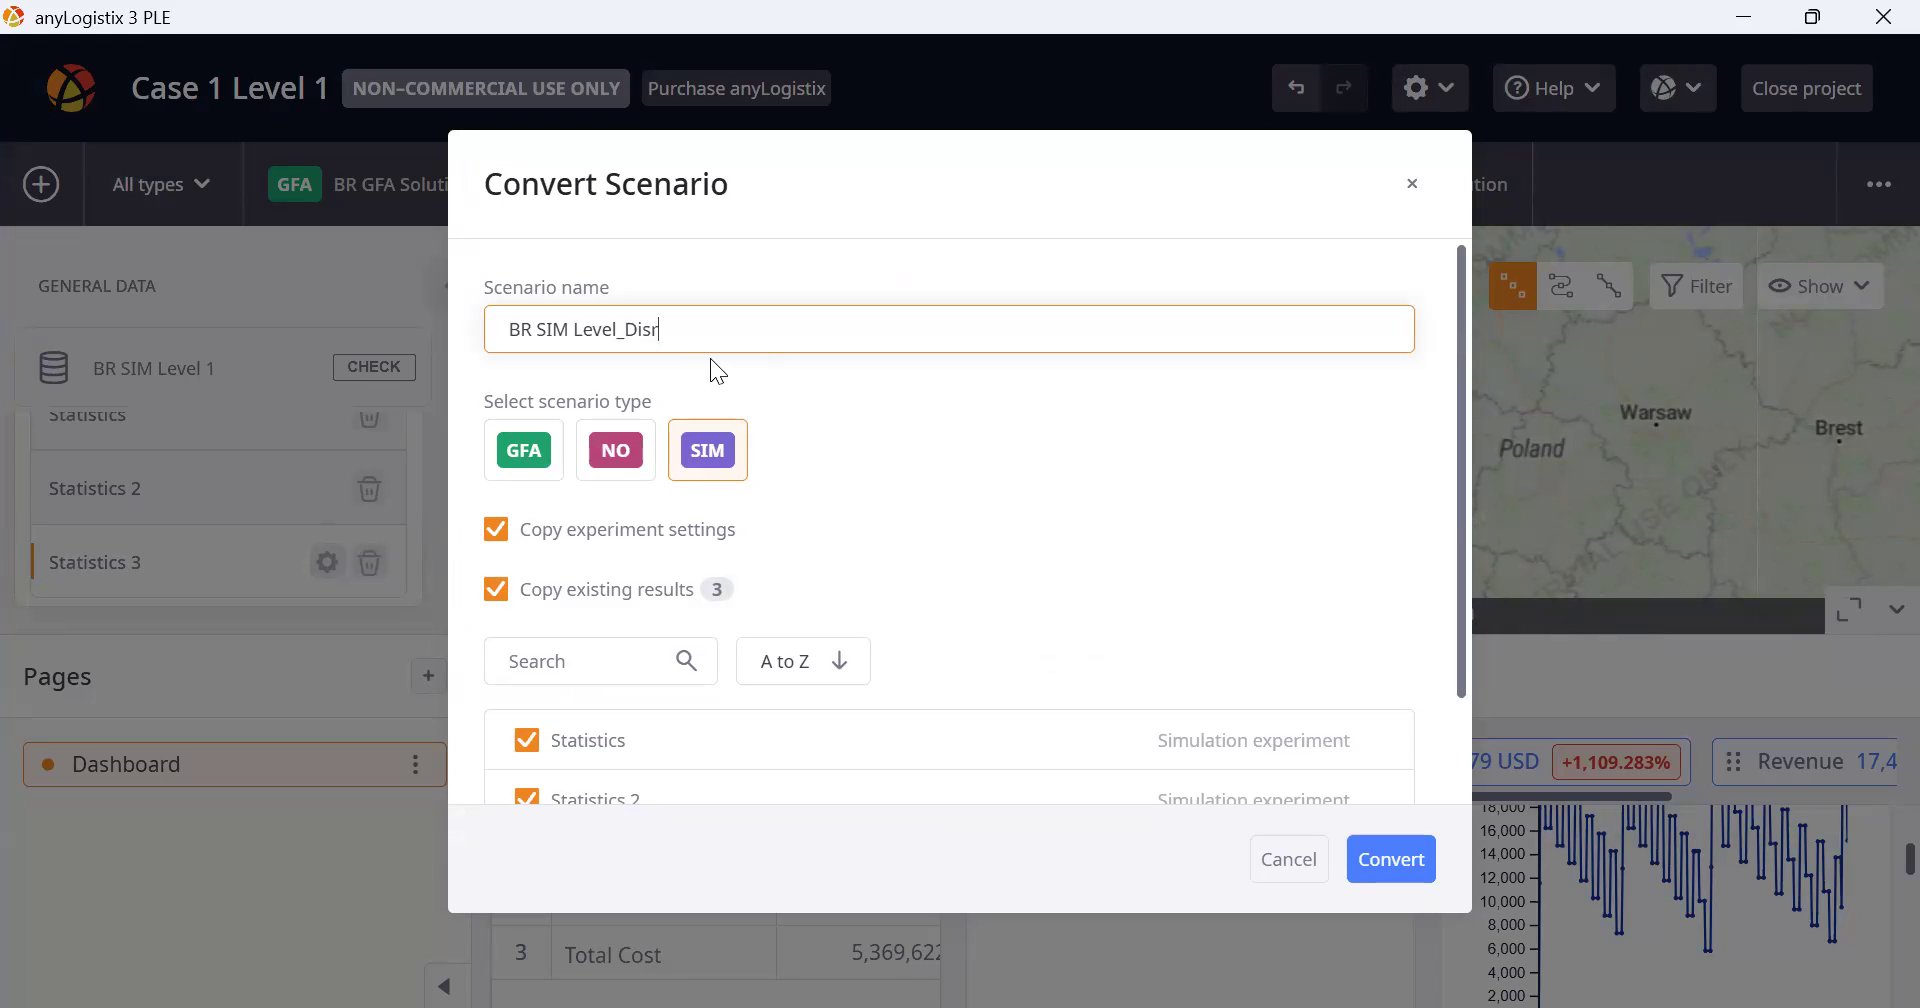 anyLogistix 3 PLE
Case 1 Level 1 NON-COMMERCIAL USE ONLY Purchase anyLogistix Help Close project
All types GFA BR GFA Soluti tion
Convert Scenario
GENERAL DATA
BR SIM Level 1 CHECK
Statistics
Statistics 2
Statistics 3
Pages
Dashboard
Scenario name
BR SIM Level_Disr
Select scenario type
GFA NO SIM
Copy experiment settings
Copy existing results 3
Search A to Z
Statistics Simulation experiment
Statistics 2 Simulation experiment
Cancel Convert
Filter Show
Warsaw
Brest
Poland
79 USD +1,109.283% Revenue 17,4
18,000
16,000
14,000
12,000
10,000
8,000
6,000
4,000
2,000
3 Total Cost 5,369,622